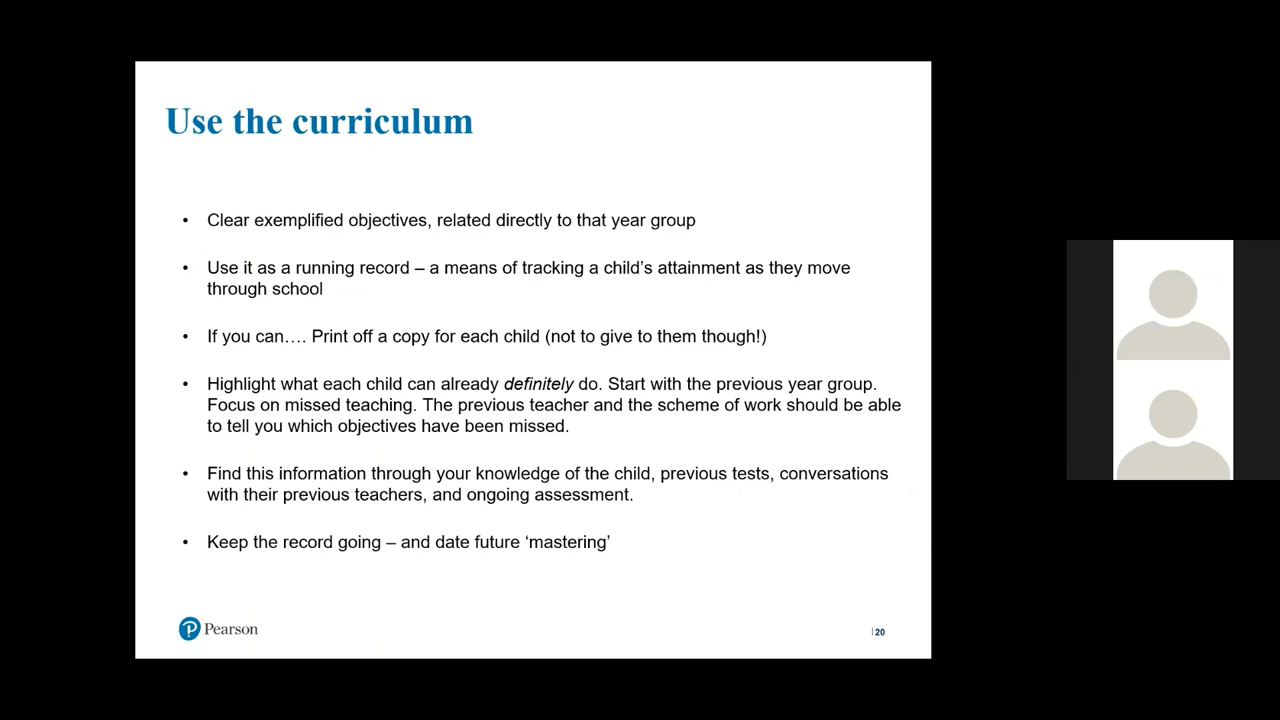 Use the curriculum
• Clear exemplified objectives, related directly to that year group
• Use it as a running record – a means of tracking a child’s attainment as they move
through school
• If you can…. Print off a copy for each child (not to give to them though!)
• Highlight what each child can already definitely do. Start with the previous year group.
Focus on missed teaching. The previous teacher and the scheme of work should be able
to tell you which objectives have been missed.
• Find this information through your knowledge of the child, previous tests, conversations
with their previous teachers, and ongoing assessment.
• Keep the record going – and date future ‘mastering’
Pearson
| 20